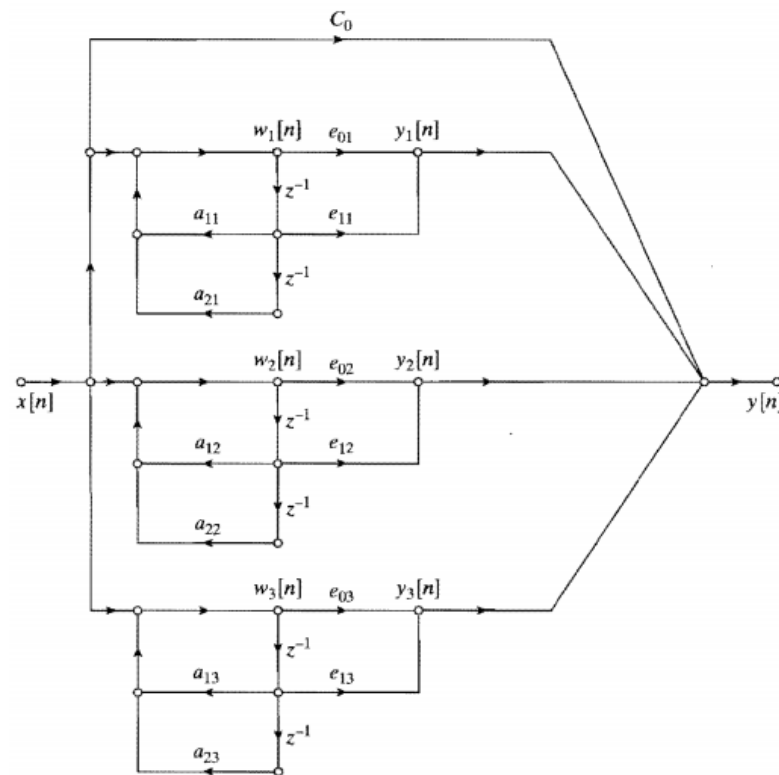 C₀
w₁[n] e₀₁ y₁[n]
z⁻¹
a₁₁ e₁₁
z⁻¹
a₂₁
w₂[n] e₀₂ y₂[n]
x[n] y[n]
z⁻¹
a₁₂ e₁₂
z⁻¹
a₂₂
w₃[n] e₀₃ y₃[n]
z⁻¹
a₁₃ e₁₃
z⁻¹
a₂₃